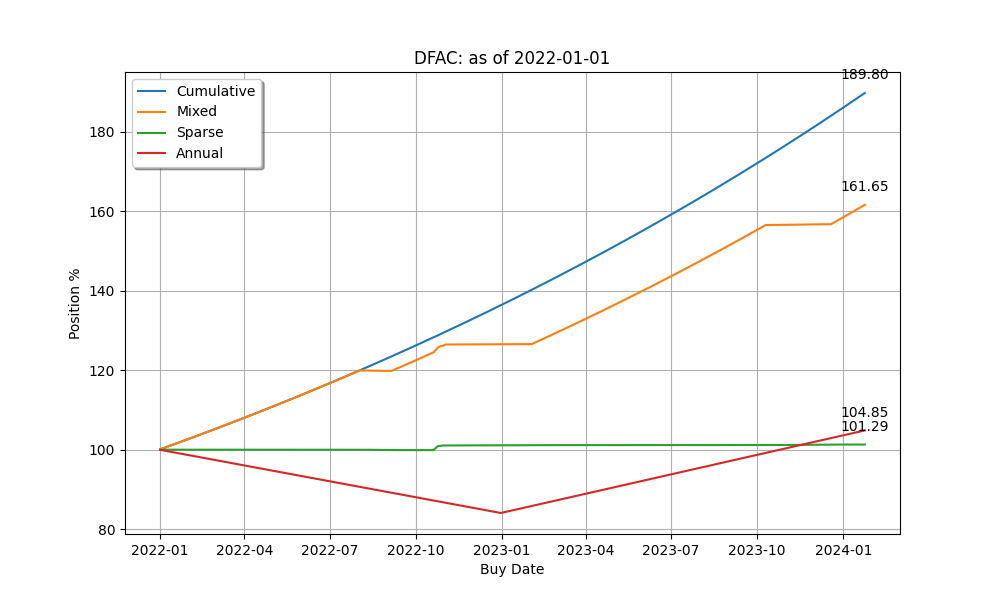 DFAC: as of 2022-01-01
Cumulative
Mixed
Sparse
Annual
189.80
161.65
104.85
101.29
180
160
140
120
100
80
Position %
2022-01
2022-04
2022-07
2022-10
2023-01
2023-04
2023-07
2023-10
2024-01
Buy Date